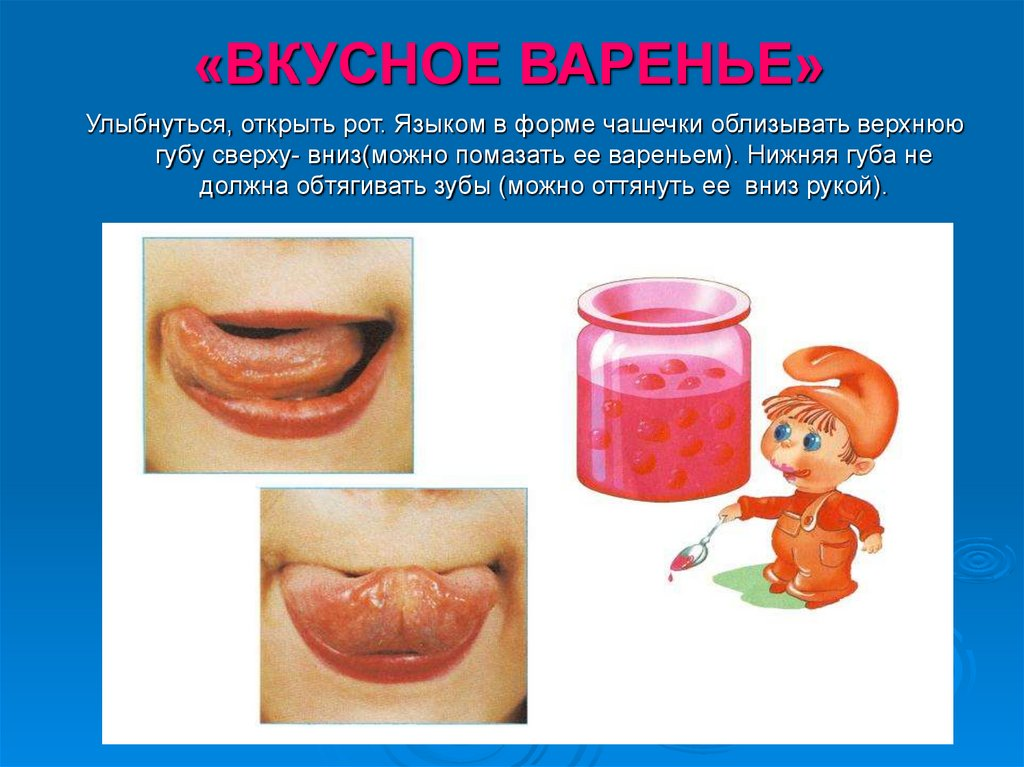 «ВКУСНОЕ ВАРЕНЬЕ»
Улыбнуться, открыть рот. Языком в форме чашечки облизывать верхнюю
губу сверху- вниз(можно помазать ее вареньем). Нижняя губа не
должна обтягивать зубы (можно оттянуть ее вниз рукой).